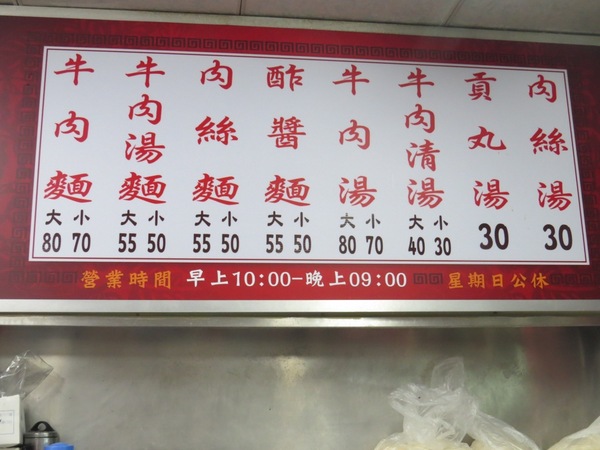 牛肉麵
大 小
80 70
牛肉湯麵
大 小
55 50
肉絲麵
大 小
55 50
酢醬麵
大 小
55 50
牛肉湯
大 小
80 70
牛肉清湯
大 小
40 30
貢丸湯
30
肉絲湯
30
營業時間 早上10:00-晚上09:00 星期日公休